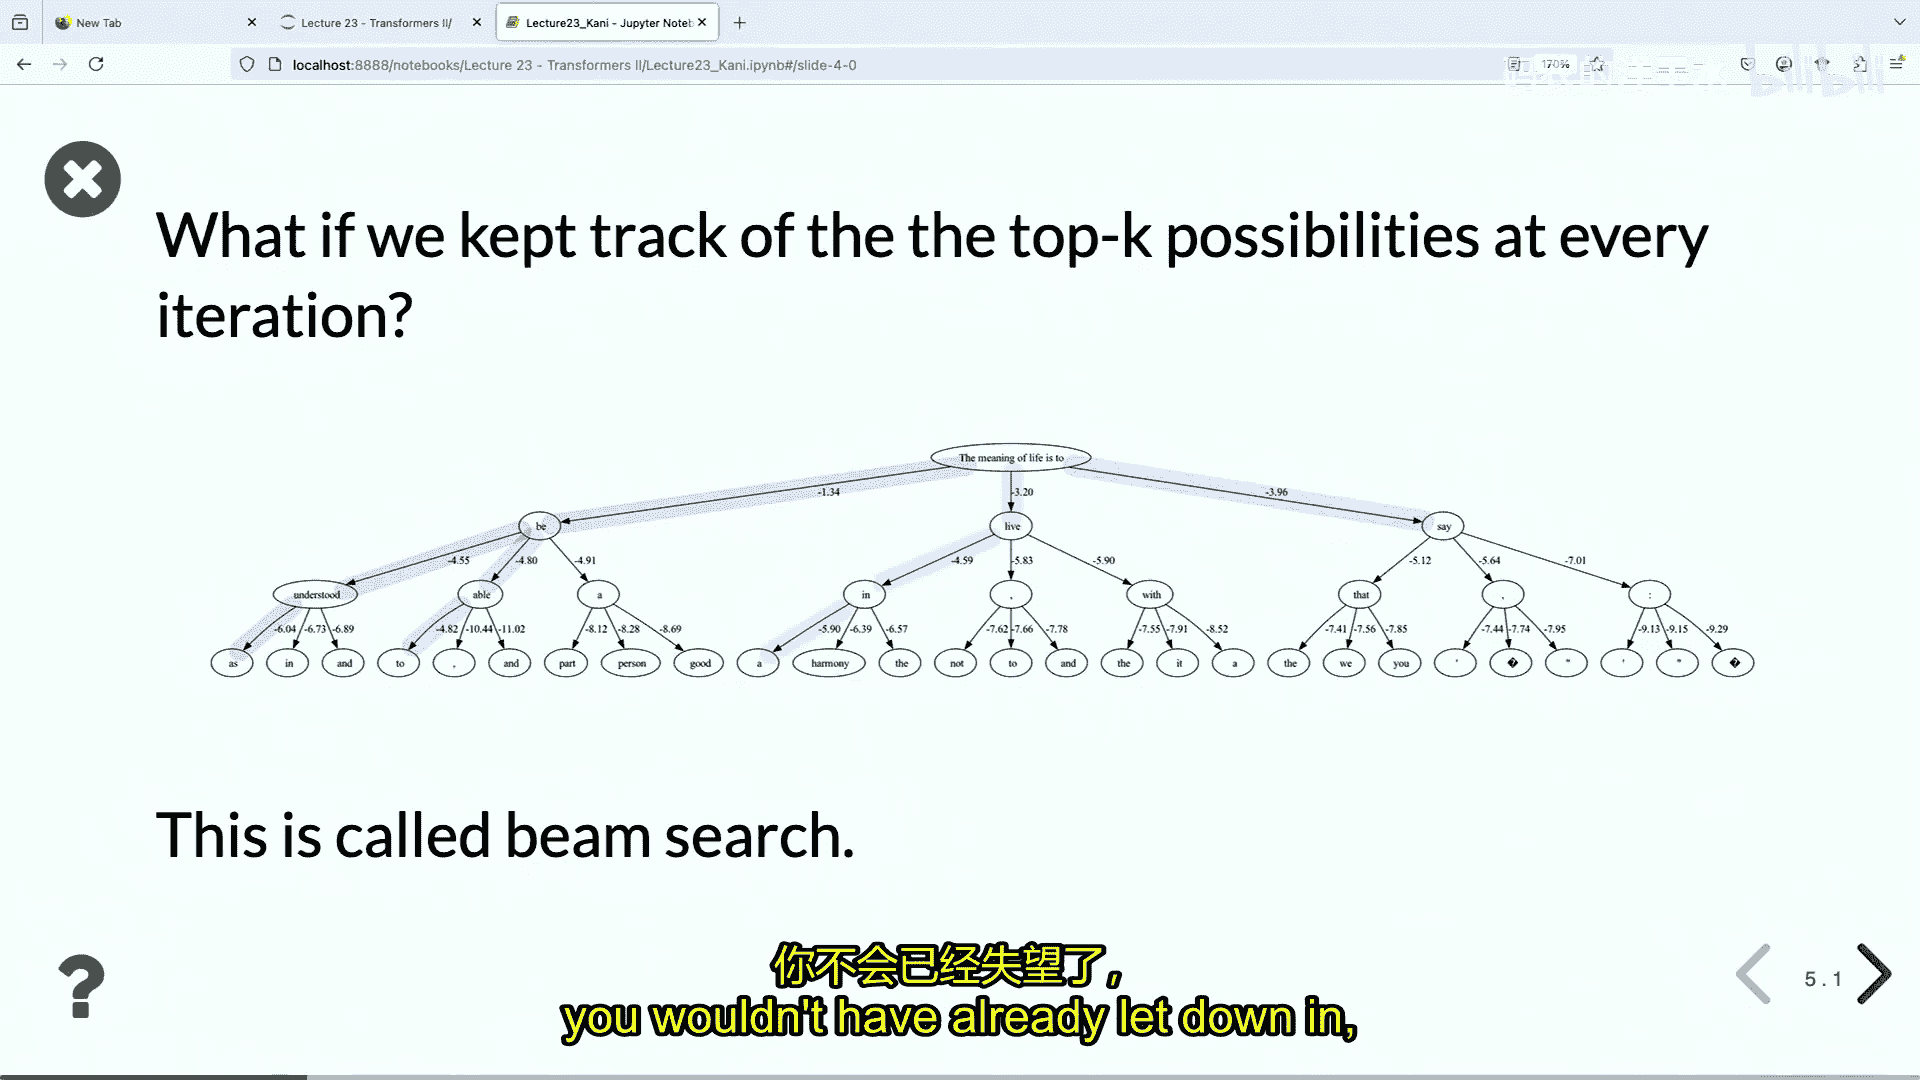 New Tab
Lecture 23 - Transformers II/
Lecture23_Kani - Jupyter Noteb
localhost:8888/notebooks/Lecture 23 - Transformers II/Lecture23_Kani.ipynb#/slide-4-0
170%
bilibili
What if we kept track of the the top-k possibilities at every
iteration?
The meaning of life is to
-1.34 -3.20 -3.96
be live say
-4.55 -4.80 -4.91 -4.59 -5.83 -5.90 -5.12 -5.64 -7.01
understood able a in , with that , :
-6.04 -6.73 -6.89 -4.82 -10.44 -11.02 -8.12 -8.28 -8.69 -5.90 -6.39 -6.57 -7.62 -7.66 -7.78 -7.55 -7.91 -8.52 -7.41 -7.56 -7.85 -7.44 -7.74 -7.95 -9.13 -9.15 -9.29
as in and to , and part person good a harmony the not to and the it a the we you ' � " ' " �
This is called beam search.
5.1
你不会已经失望了,
you wouldn't have already let down in,